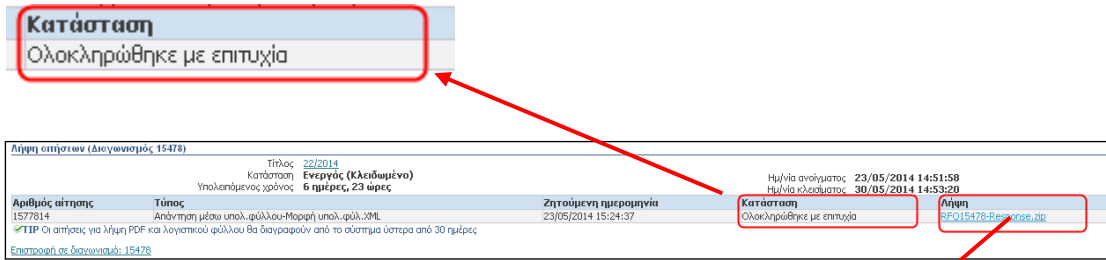 Κατάσταση
Ολοκληρώθηκε με επιτυχία
Λήψη αιτήσεων (Διαγωνισμός 15478)
Τίτλος 22/2014
Κατάσταση Ενεργός (Κλειδωμένο) Ημ/νία ανοίγματος 23/05/2014 14:51:58
Υπολειπόμενος χρόνος 6 ημέρες, 23 ώρες Ημ/νία κλεισίματος 30/05/2014 14:53:20
Αριθμός αίτησης Τύπος Ζητούμενη ημερομηνία Κατάσταση Λήψη
1577814 Απάντηση μέσω υπολ.φύλλου-Μορφή υπολ.φύλ.XML 23/05/2014 15:24:37 Ολοκληρώθηκε με επιτυχία RFQ15478-Response.zip
TIP Οι αιτήσεις για λήψη PDF και λογιστικού φύλλου θα διαγραφούν από το σύστημα ύστερα από 30 ημέρες
Επιστροφή σε διαγωνισμό: 15478